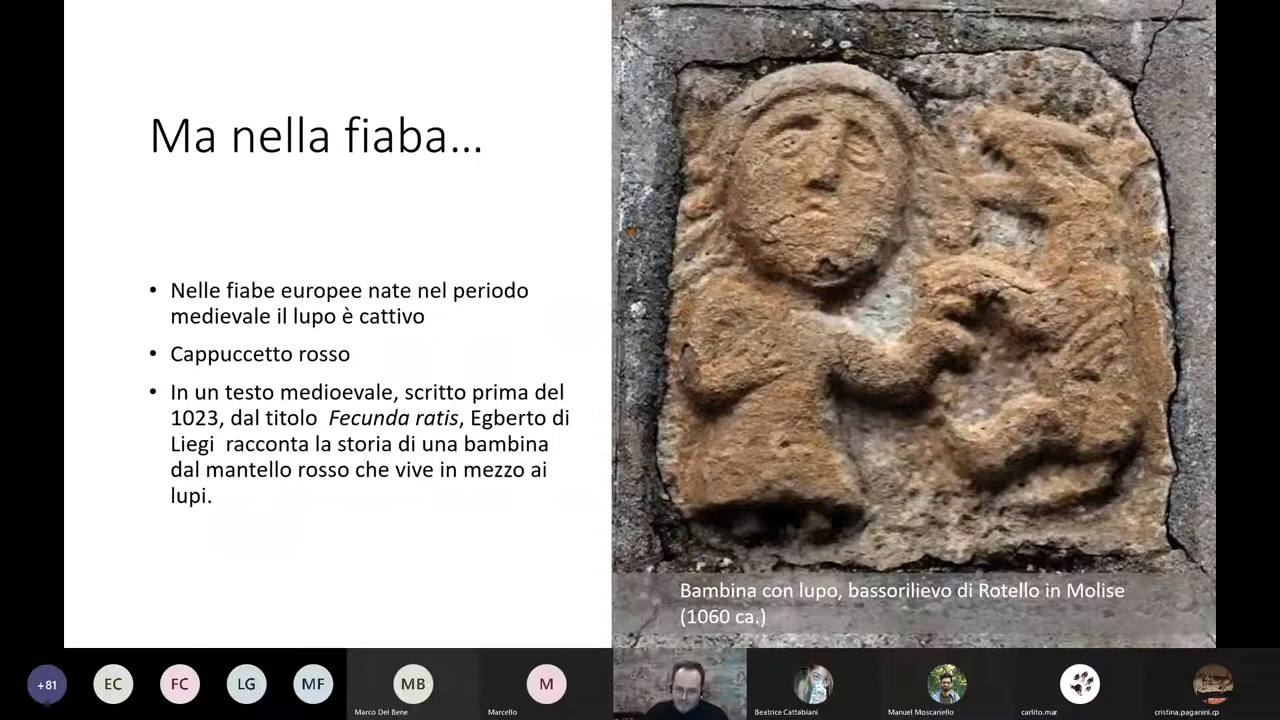 Ma nella fiaba...
• Nelle fiabe europee nate nel periodo
medievale il lupo è cattivo
• Cappuccetto rosso
• In un testo medioevale, scritto prima del
1023, dal titolo Fecunda ratis, Egberto di
Liegi racconta la storia di una bambina
dal mantello rosso che vive in mezzo ai
lupi.
Bambina con lupo, bassorilievo di Rotello in Molise
(1060 ca.)
+81
EC
FC
LG
MF
MB
Marco Del Bene
M
Marcello
Beatrice Cattabiani
Manuel Moscariello
carlito.mar
cristina.paganini.cp